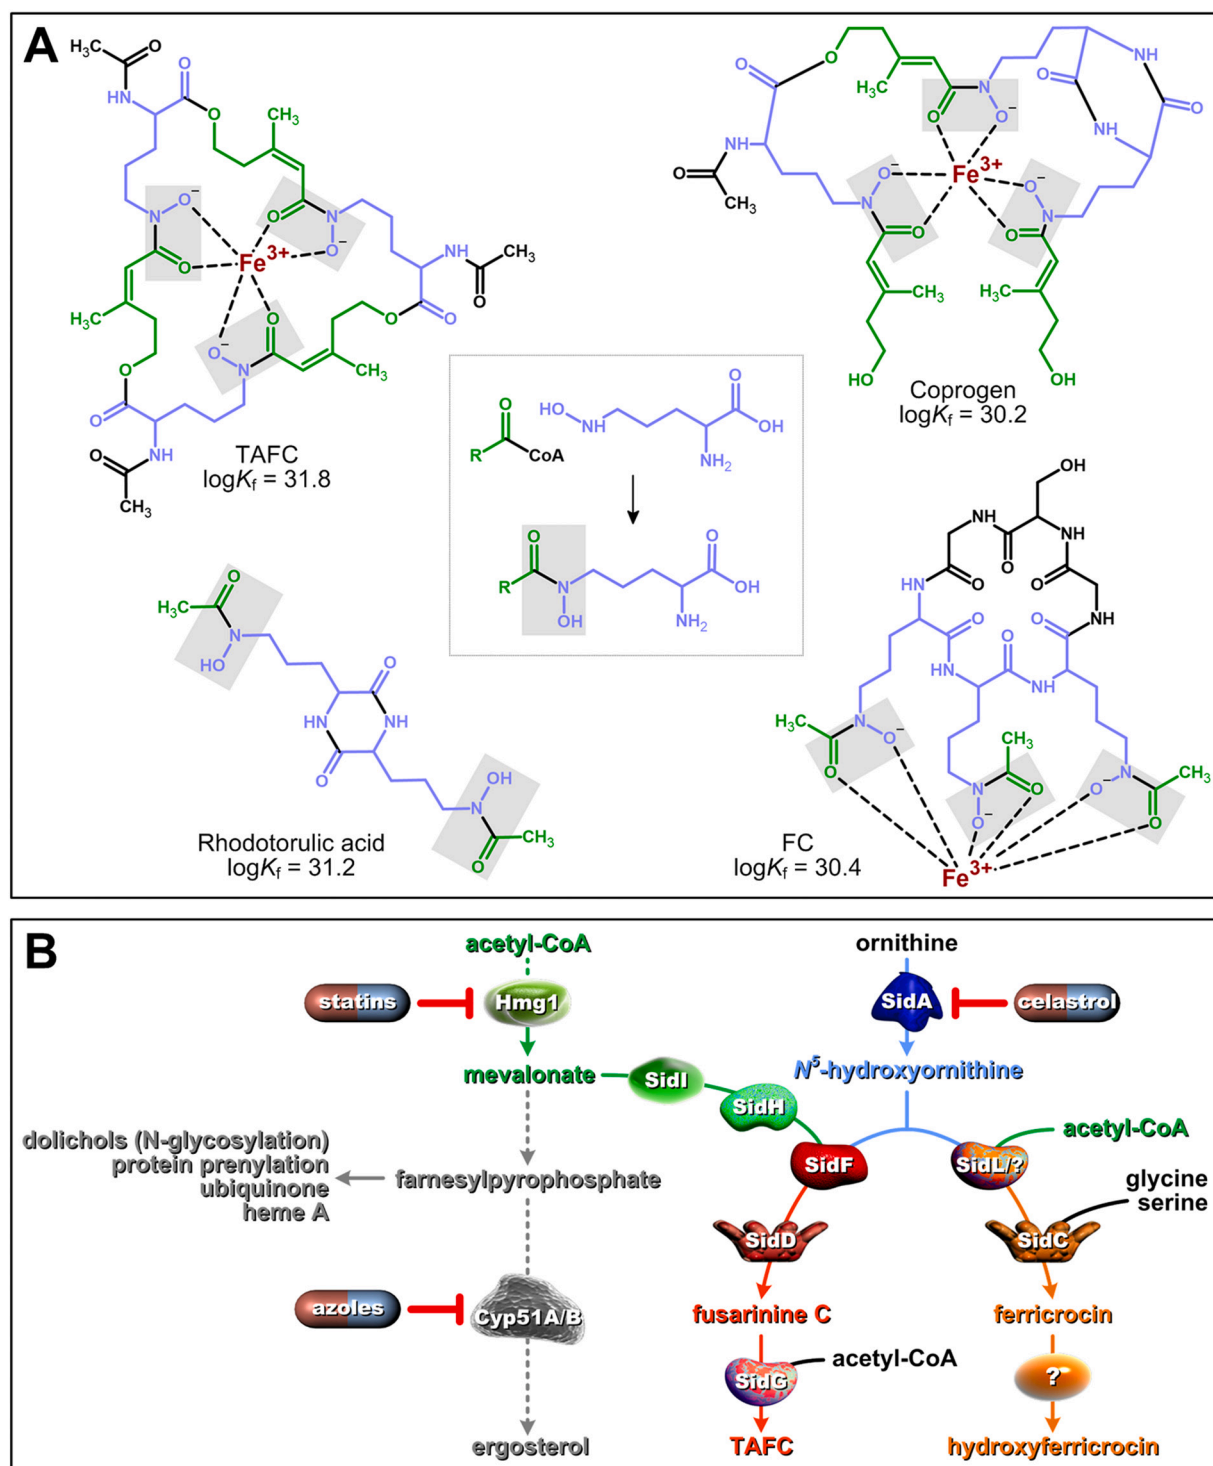 A
H₃C
O
HN
O
O
CH₃
N
O⁻
O
N
O⁻
O
Fe³⁺
NH
CH₃
O
O
O
O
O⁻
N
H₃C
CH₃
O
O
NH
O
CH₃
TAFC
logKf = 31.8
O
O
H₃C
O
N
O⁻
NH
O
O
HN
NH
O
CH₃
O⁻
N
O
Fe³⁺
O⁻
N
O
CH₃
H₃C
HO
OH
Coprogen
logKf = 30.2
O
R
CoA
HO
NH
O
OH
NH₂
O
R
N
OH
O
OH
NH₂
H₃C
O
N
HO
O
HN
NH
O
OH
N
O
CH₃
Rhodotorulic acid
logKf = 31.2
OH
NH
O
NH
O
O
HN
O
O
O
NH
NH
NH
H₃C
N
O⁻
O
CH₃
N
O
O⁻
O⁻
N
CH₃
O
Fe³⁺
FC
logKf = 30.4
B
acetyl-CoA
ornithine
statins
Hmg1
SidA
celastrol
mevalonate
SidI
SidH
N⁵-hydroxyornithine
acetyl-CoA
dolichols (N-glycosylation)
protein prenylation
ubiquinone
heme A
farnesylpyrophosphate
SidF
SidL/?
glycine
serine
SidD
SidC
azoles
Cyp51A/B
fusarinine C
ferricrocin
acetyl-CoA
SidG
?
ergosterol
TAFC
hydroxyferricrocin